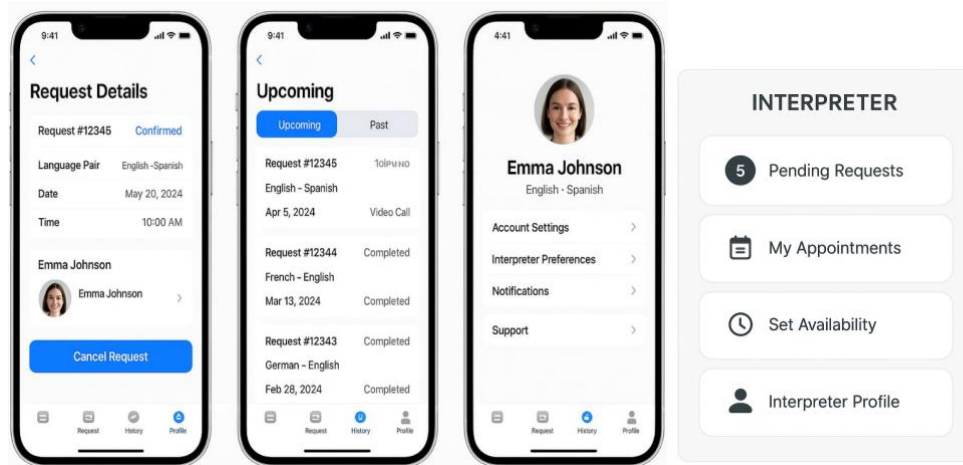 9:41
Request Details
Request #12345 Confirmed
Language Pair English -Spanish
Date May 20, 2024
Time 10:00 AM
Emma Johnson
Emma Johnson
Cancel Request
Request History Profile
9:41
Upcoming
Upcoming Past
Request #12345
English - Spanish
Apr 5, 2024 Video Call
Request #12344 Completed
French – English
Mar 13, 2024 Completed
Request #12343 Completed
German – English
Feb 28, 2024 Completed
Request History Profile
4:41
Emma Johnson
English · Spanish
Account Settings
Interpreter Preferences
Notifications
Support
Request History Profile
INTERPRETER
5 Pending Requests
My Appointments
Set Availability
Interpreter Profile